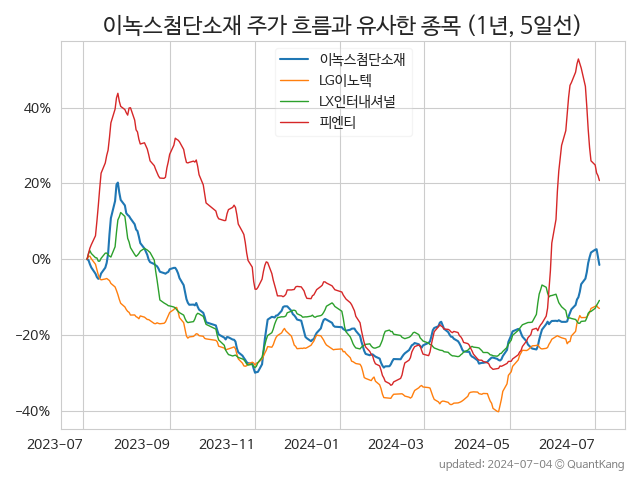 이녹스첨단소재 주가 흐름과 유사한 종목 (1년, 5일선)
이녹스첨단소재
LG이노텍
LX인터내셔널
피엔티
40%
20%
0%
−20%
−40%
2023-07 2023-09 2023-11 2024-01 2024-03 2024-05 2024-07
updated: 2024-07-04 © QuantKang